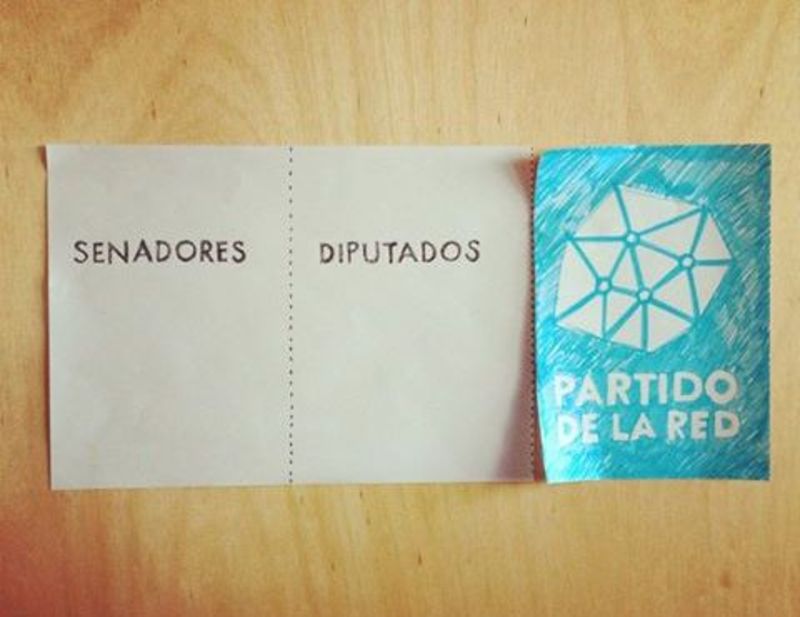 SENADORES
DIPUTADOS
PARTIDO
DE LA RED